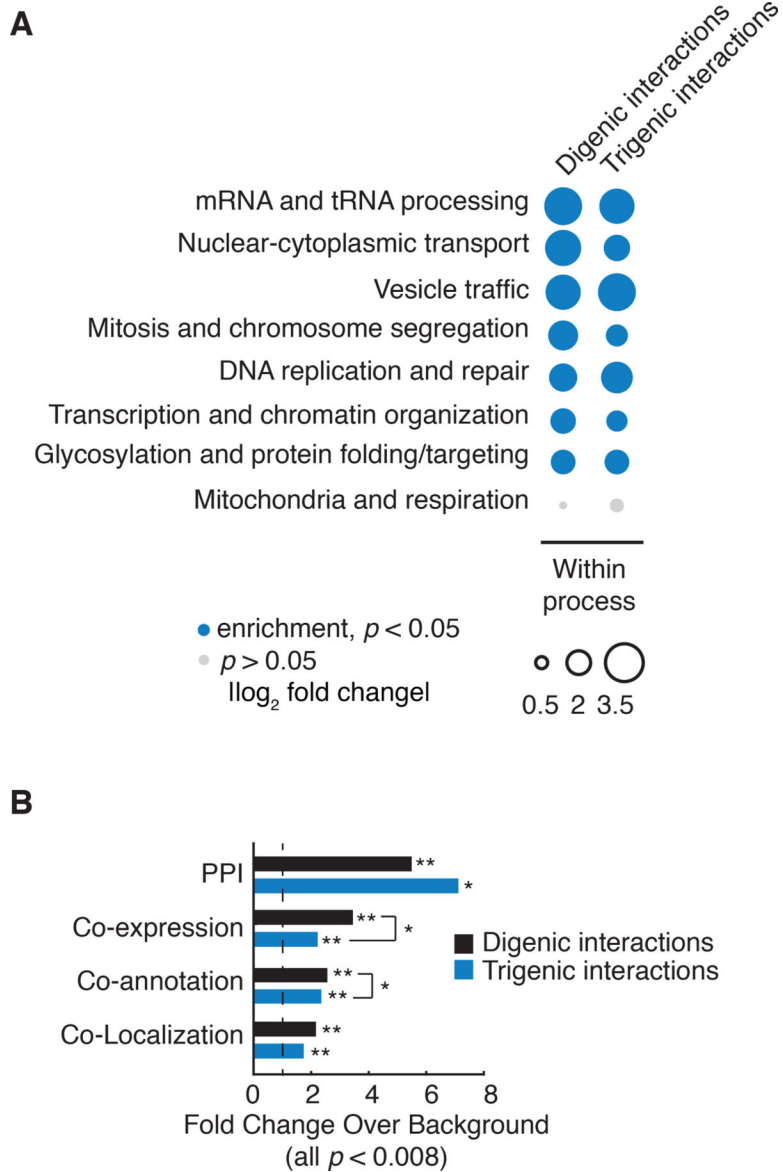 A
Digenic interactions
Trigenic interactions
mRNA and tRNA processing
Nuclear-cytoplasmic transport
Vesicle traffic
Mitosis and chromosome segregation
DNA replication and repair
Transcription and chromatin organization
Glycosylation and protein folding/targeting
Mitochondria and respiration
Within
process
enrichment, p < 0.05
p > 0.05
Ilog2 fold changeI
0.5 2 3.5
B
PPI
**
*
Co-expression
**
**
*
Co-annotation
**
**
*
Co-Localization
**
**
Digenic interactions
Trigenic interactions
0 2 4 6 8
Fold Change Over Background
(all p < 0.008)